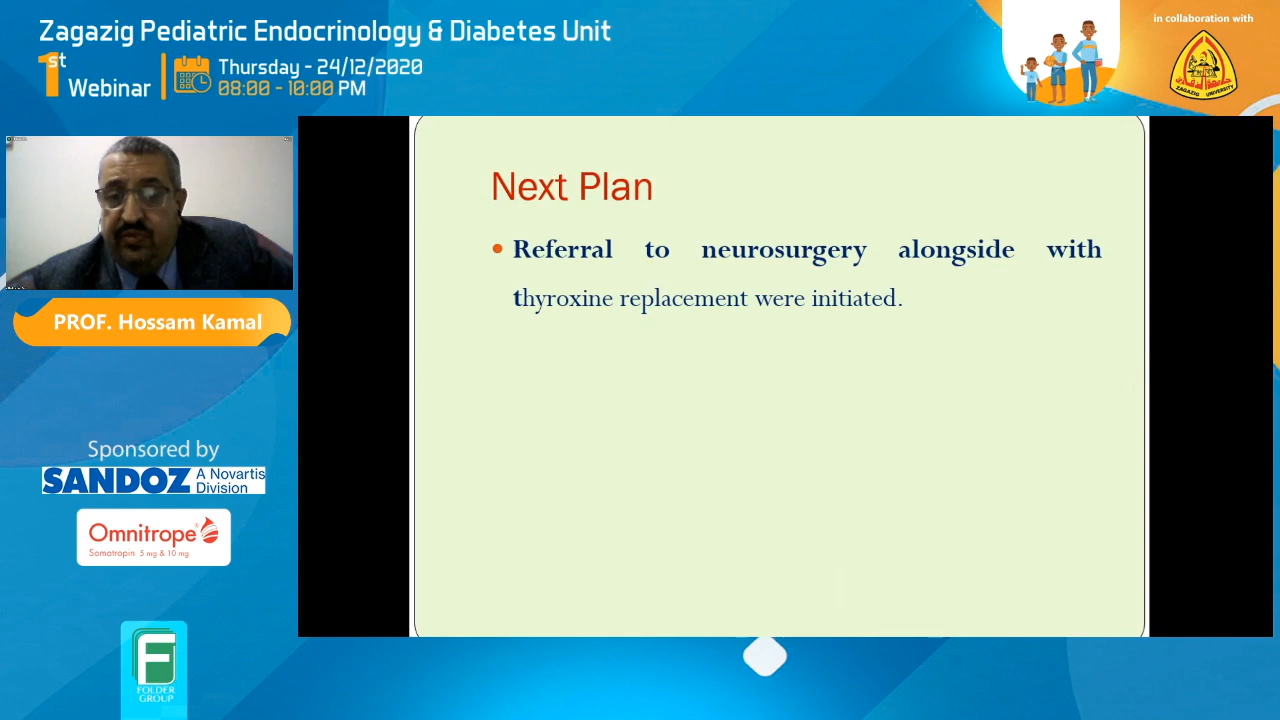 Zagazig Pediatric Endocrinology & Diabetes Unit
1st Webinar
Thursday - 24/12/2020
08:00 - 10:00 PM
in collaboration with
ZAGAZIG UNIVERSITY
Next Plan
• Referral to neurosurgery alongside with
thyroxine replacement were initiated.
PROF. Hossam Kamal
Sponsored by
SANDOZ A Novartis
Division
Omnitrope®
Somatropin 5 mg & 10 mg
F
FOLDER
GROUP